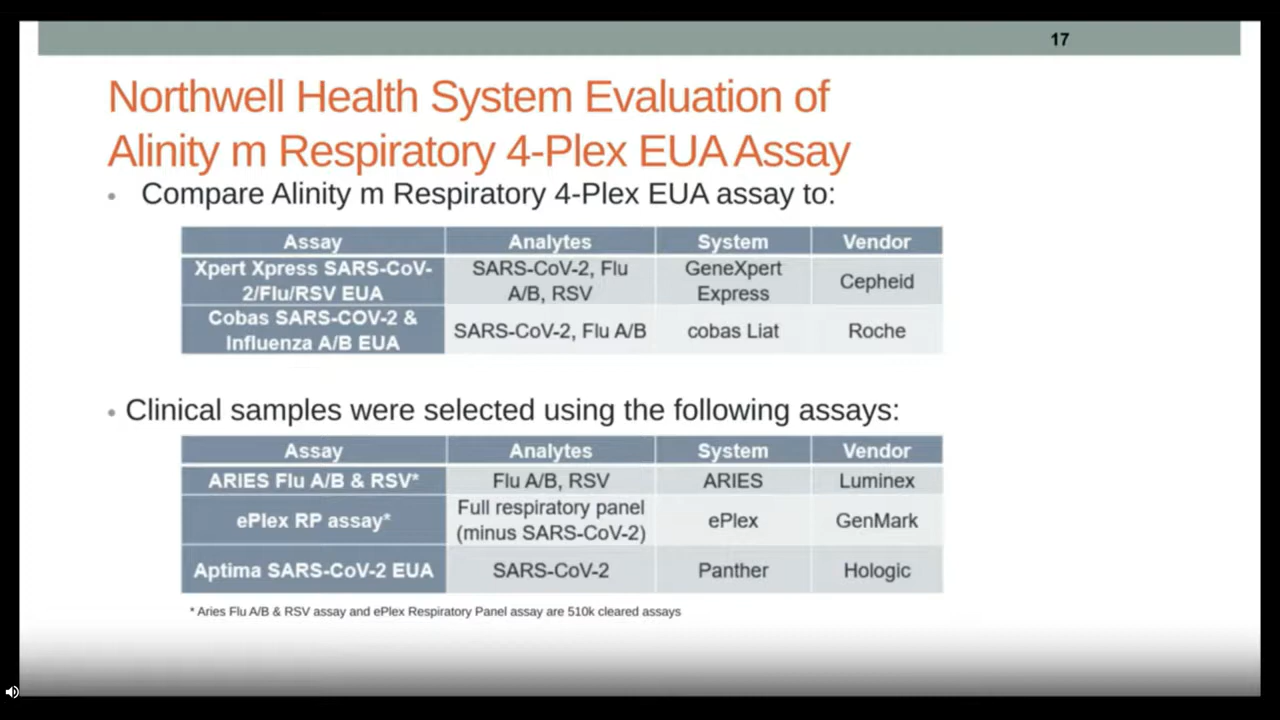 17
Northwell Health System Evaluation of
Alinity m Respiratory 4-Plex EUA Assay
• Compare Alinity m Respiratory 4-Plex EUA assay to:
Assay Analytes System Vendor
Xpert Xpress SARS-CoV-2/Flu/RSV EUA SARS-CoV-2, Flu A/B, RSV GeneXpert Express Cepheid
Cobas SARS-COV-2 & Influenza A/B EUA SARS-CoV-2, Flu A/B cobas Liat Roche
• Clinical samples were selected using the following assays:
Assay Analytes System Vendor
ARIES Flu A/B & RSV* Flu A/B, RSV ARIES Luminex
ePlex RP assay* Full respiratory panel (minus SARS-CoV-2) ePlex GenMark
Aptima SARS-CoV-2 EUA SARS-CoV-2 Panther Hologic
* Aries Flu A/B & RSV assay and ePlex Respiratory Panel assay are 510k cleared assays